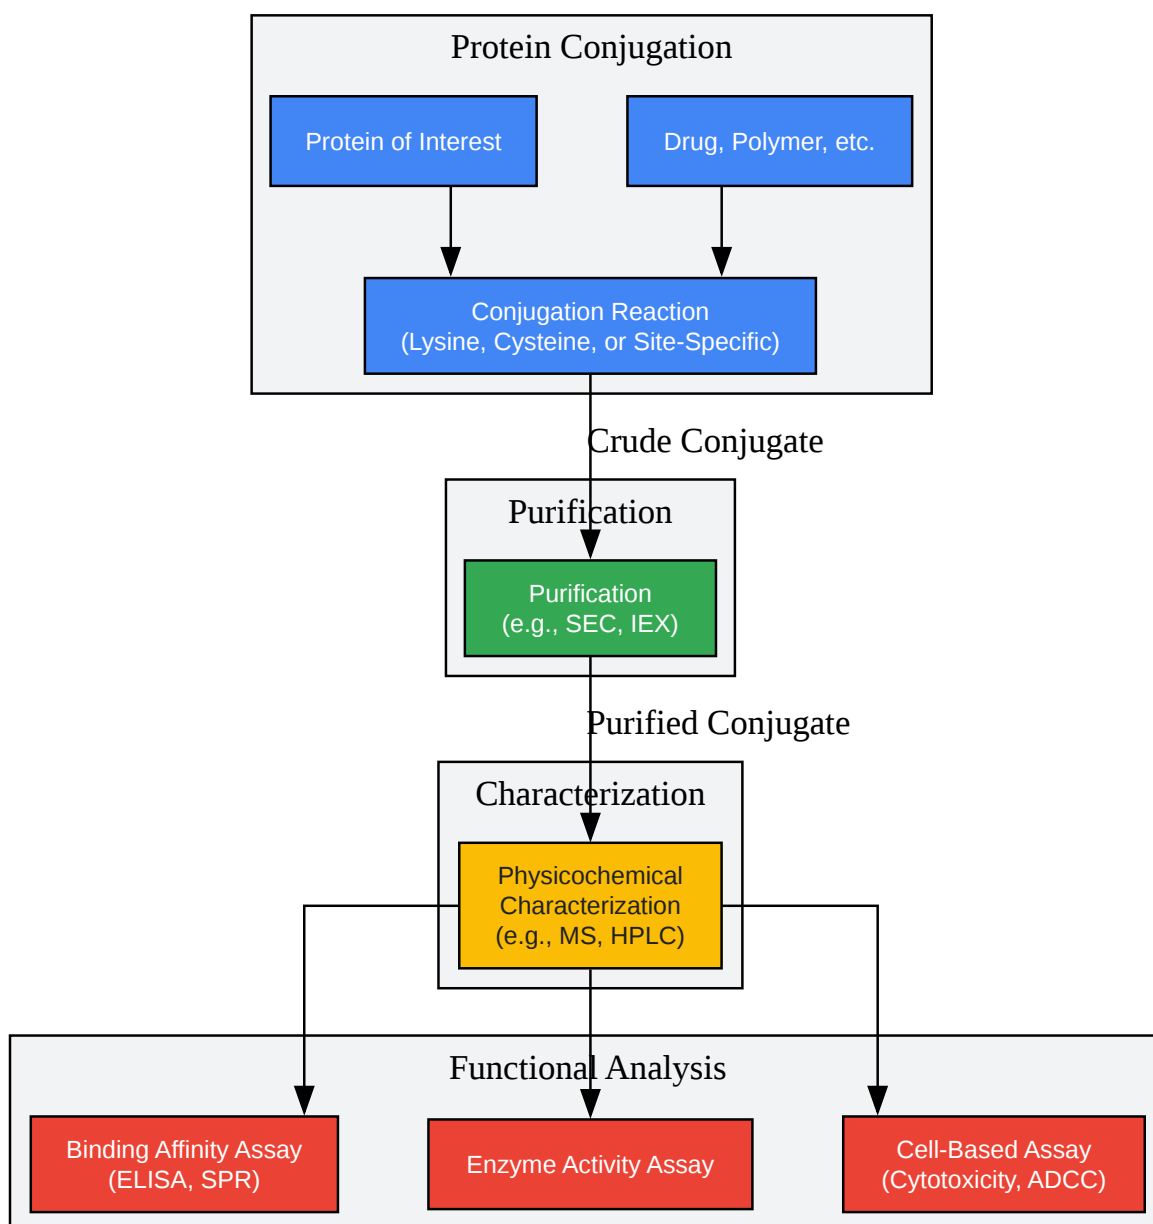 Protein Conjugation
Protein of Interest
Drug, Polymer, etc.
Conjugation Reaction
(Lysine, Cysteine, or Site-Specific)
Crude Conjugate
Purification
Purification
(e.g., SEC, IEX)
Purified Conjugate
Characterization
Physicochemical
Characterization
(e.g., MS, HPLC)
Functional Analysis
Binding Affinity Assay
(ELISA, SPR)
Enzyme Activity Assay
Cell-Based Assay
(Cytotoxicity, ADCC)